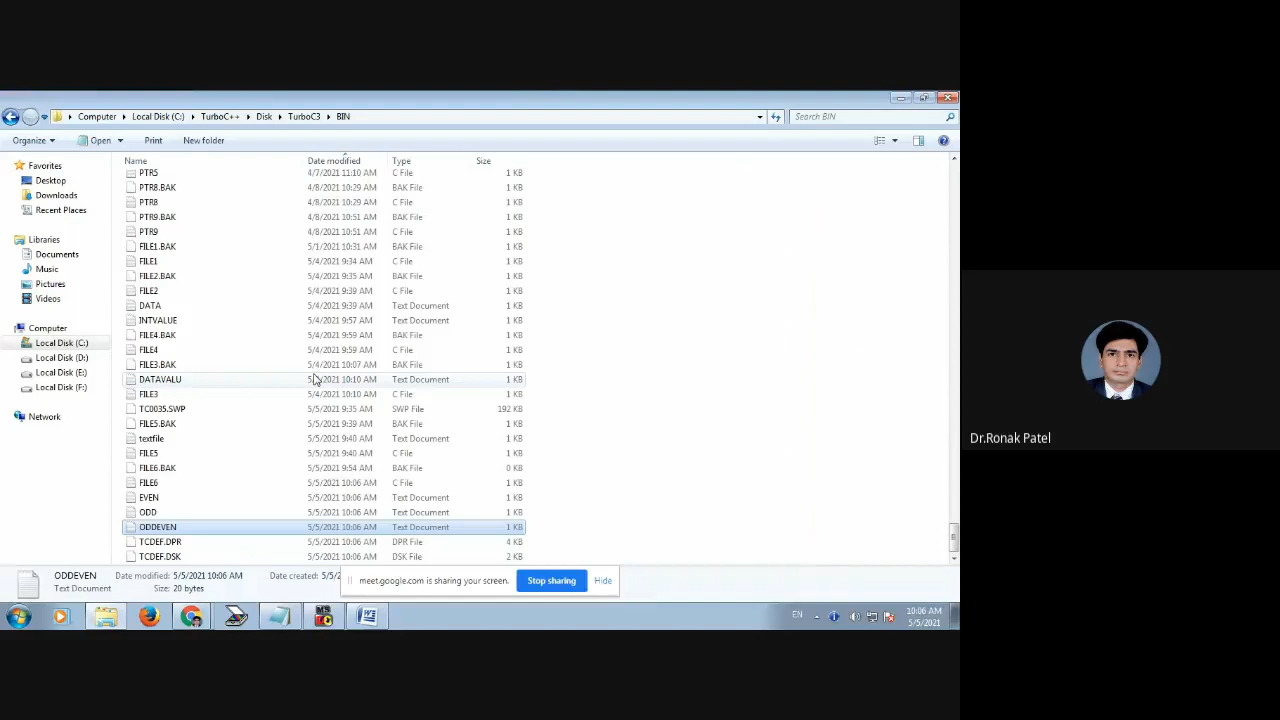 Computer Local Disk (C:) TurboC++ Disk TurboC3 BIN Search BIN
Organize Open Print New folder
Name Date modified Type Size
Favorites
Desktop
Downloads
Recent Places
Libraries
Documents
Music
Pictures
Videos
Computer
Local Disk (C:)
Local Disk (D:)
Local Disk (E:)
Local Disk (F:)
Network
PTR5 4/7/2021 11:10 AM C File 1 KB
PTR8.BAK 4/8/2021 10:29 AM BAK File 1 KB
PTR8 4/8/2021 10:29 AM C File 1 KB
PTR9.BAK 4/8/2021 10:51 AM BAK File 1 KB
PTR9 4/8/2021 10:51 AM C File 1 KB
FILE1.BAK 5/1/2021 10:31 AM BAK File 1 KB
FILE1 5/4/2021 9:34 AM C File 1 KB
FILE2.BAK 5/4/2021 9:35 AM BAK File 1 KB
FILE2 5/4/2021 9:39 AM C File 1 KB
DATA 5/4/2021 9:39 AM Text Document 1 KB
INTVALUE 5/4/2021 9:57 AM Text Document 1 KB
FILE4.BAK 5/4/2021 9:59 AM BAK File 1 KB
FILE4 5/4/2021 9:59 AM C File 1 KB
FILE3.BAK 5/4/2021 10:07 AM BAK File 1 KB
DATAVALU 2021 10:10 AM Text Document 1 KB
FILE3 5/4/2021 10:10 AM C File 1 KB
TC0035.SWP 5/5/2021 9:35 AM SWP File 192 KB
FILE5.BAK 5/5/2021 9:39 AM BAK File 1 KB
textfile 5/5/2021 9:40 AM Text Document 1 KB
FILE5 5/5/2021 9:40 AM C File 1 KB
FILE6.BAK 5/5/2021 9:54 AM BAK File 0 KB
FILE6 5/5/2021 10:06 AM C File 1 KB
EVEN 5/5/2021 10:06 AM Text Document 1 KB
ODD 5/5/2021 10:06 AM Text Document 1 KB
ODDEVEN 5/5/2021 10:06 AM Text Document 1 KB
TCDEF.DPR 5/5/2021 10:06 AM DPR File 4 KB
TCDEF.DSK 5/5/2021 10:06 AM DSK File 2 KB
ODDEVEN Date modified: 5/5/2021 10:06 AM Date created: 5/5/2
Text Document Size: 20 bytes
meet.google.com is sharing your screen. Stop sharing Hide
EN 10:06 AM
5/5/2021
Dr.Ronak Patel